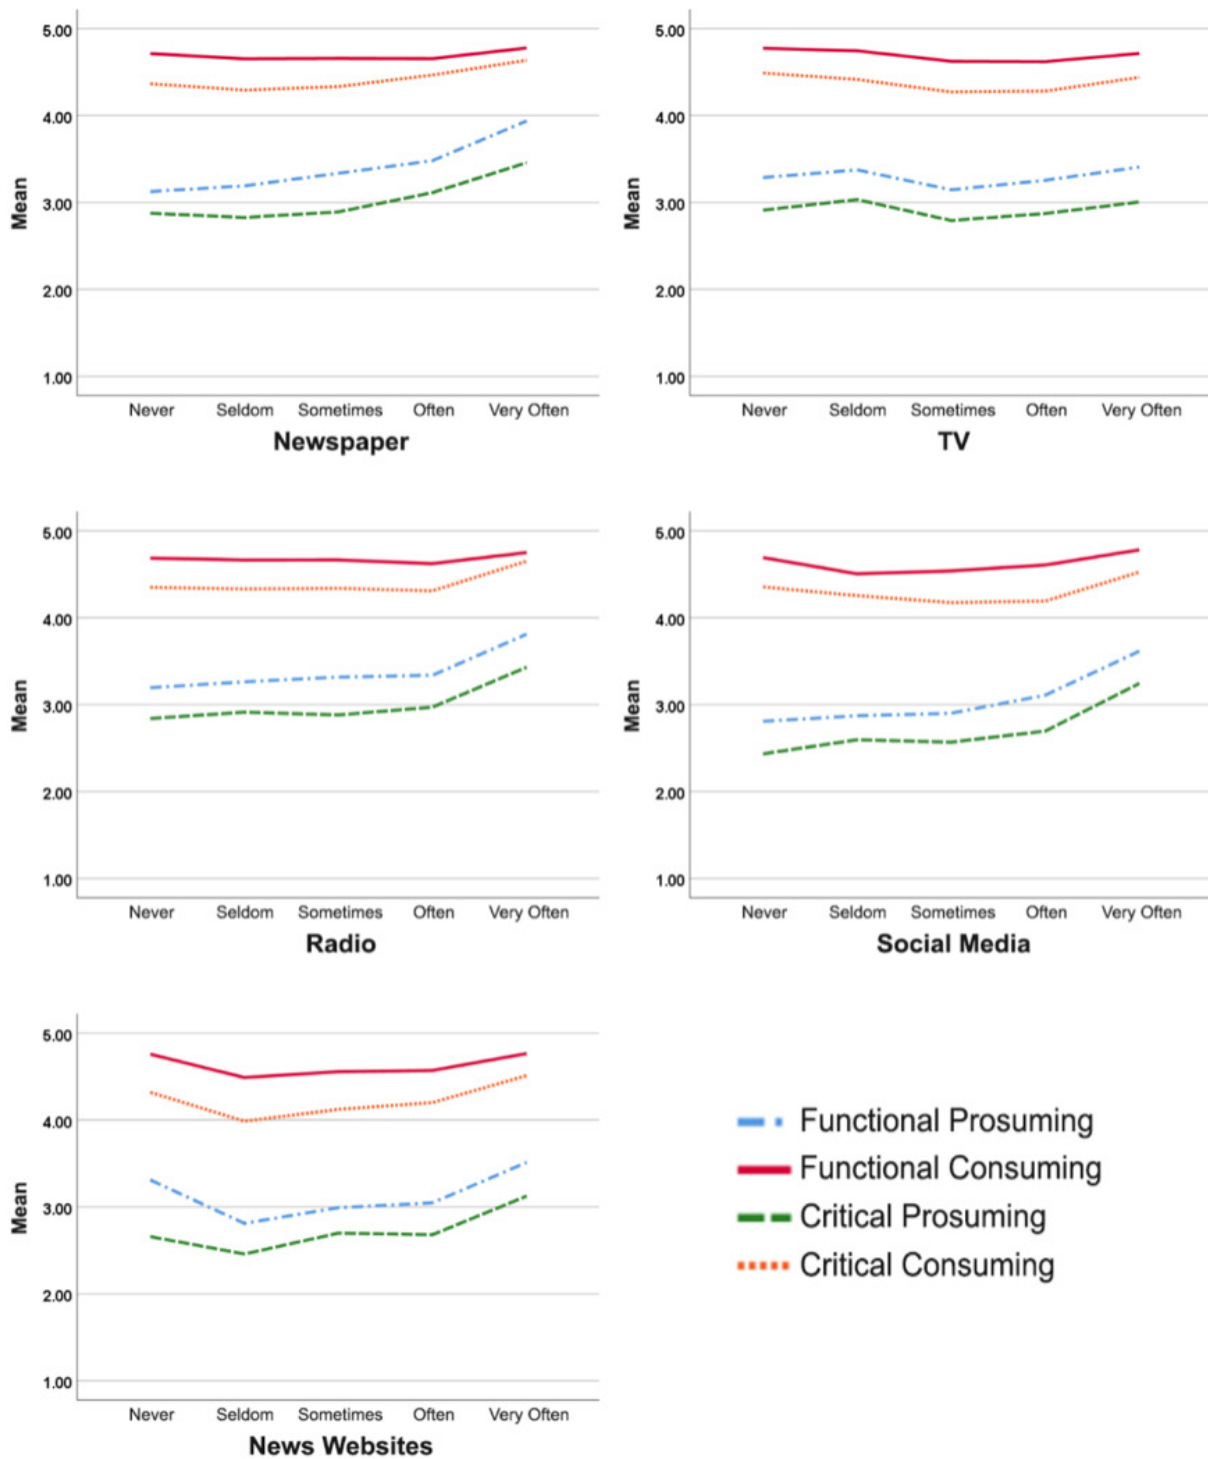 5.00
4.00
3.00
2.00
1.00
Mean
Never Seldom Sometimes Often Very Often
Newspaper
5.00
4.00
3.00
2.00
1.00
Mean
Never Seldom Sometimes Often Very Often
TV
5.00
4.00
3.00
2.00
1.00
Mean
Never Seldom Sometimes Often Very Often
Radio
5.00
4.00
3.00
2.00
1.00
Mean
Never Seldom Sometimes Often Very Often
Social Media
5.00
4.00
3.00
2.00
1.00
Mean
Never Seldom Sometimes Often Very Often
News Websites
Functional Prosuming
Functional Consuming
Critical Prosuming
Critical Consuming